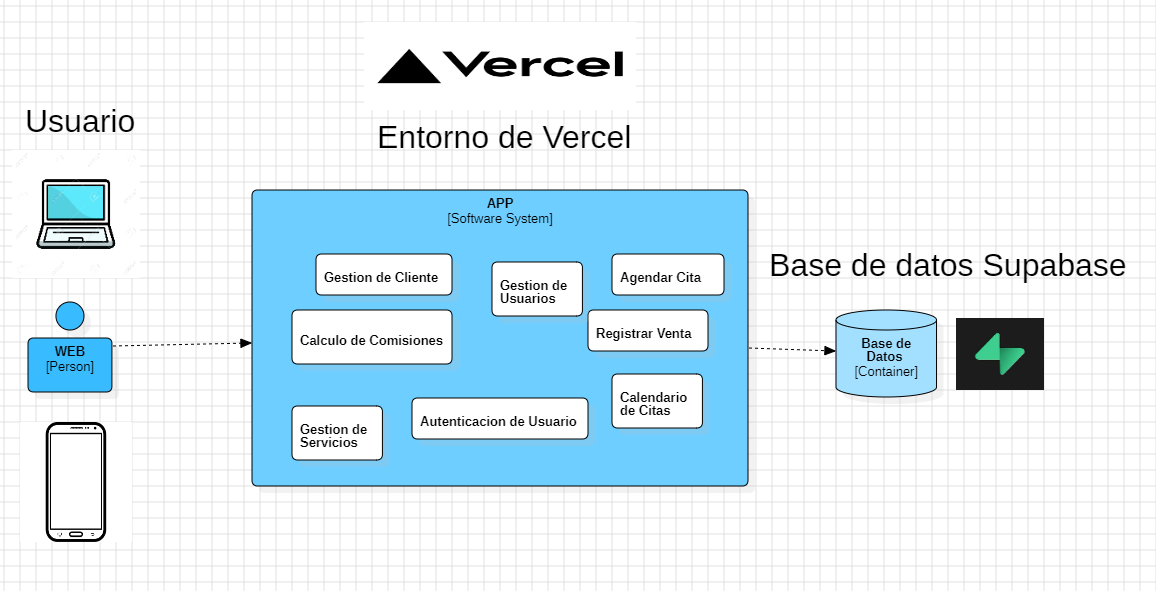 Vercel
Usuario
Entorno de Vercel
APP
[Software System]
Gestion de Cliente
Gestion de
Usuarios
Agendar Cita
Calculo de Comisiones
Registrar Venta
Gestion de
Servicios
Autenticacion de Usuario
Calendario
de Citas
WEB
[Person]
Base de datos Supabase
Base de
Datos
[Container]